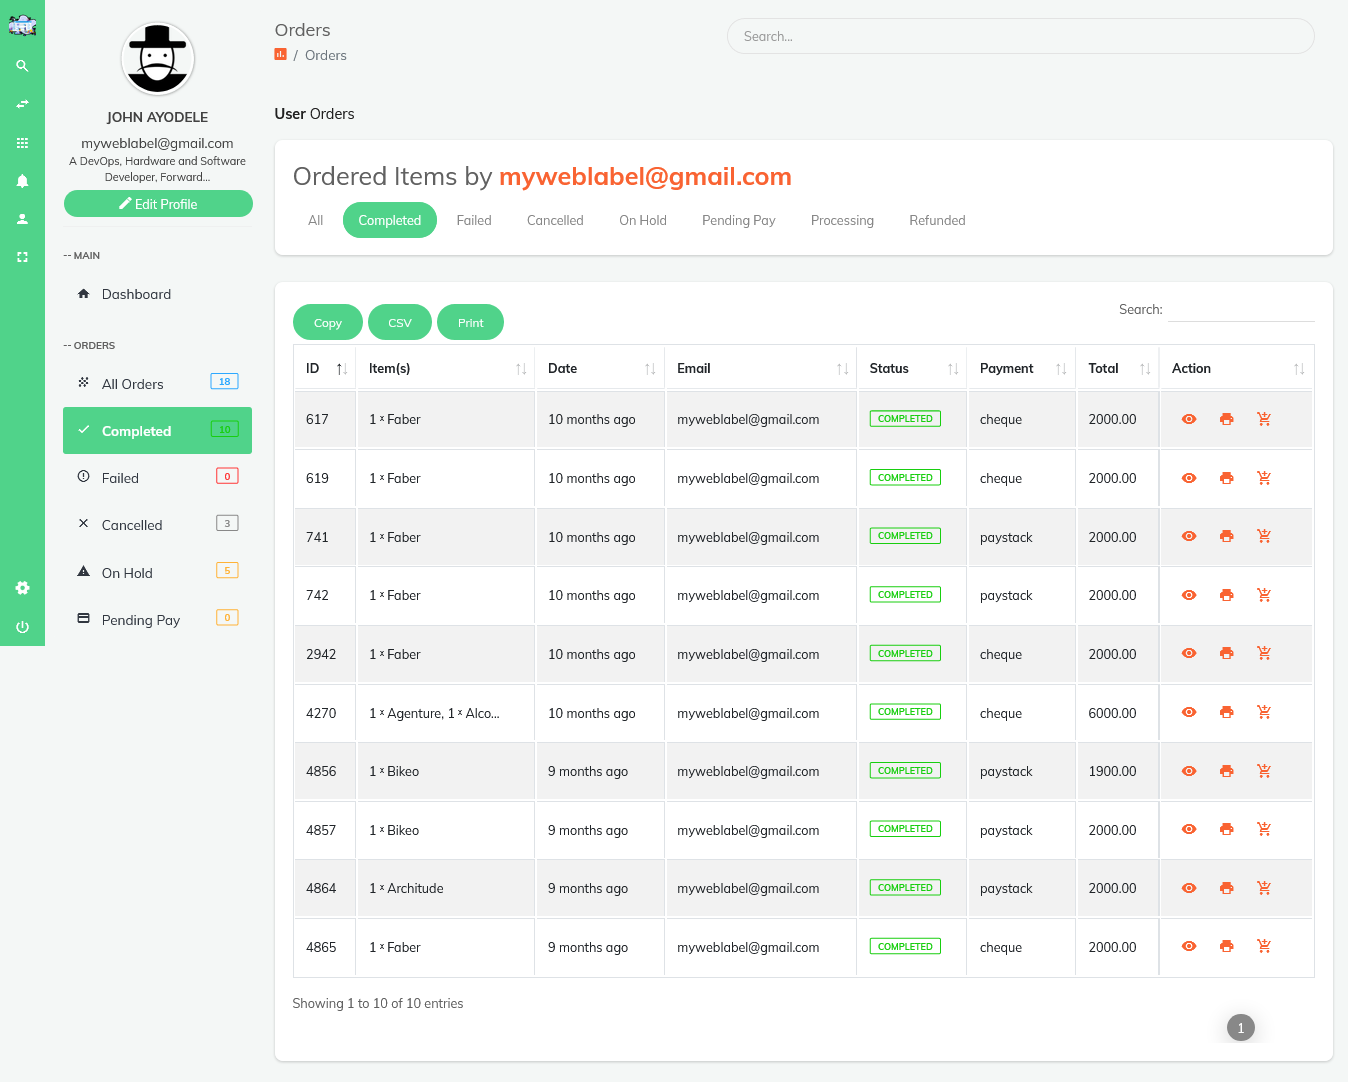 Orders
/ Orders
Search...
JOHN AYODELE
myweblabel@gmail.com
A DevOps, Hardware and Software
Developer, Forward...
Edit Profile
-- MAIN
Dashboard
-- ORDERS
All Orders 18
Completed 10
Failed 0
Cancelled 3
On Hold 5
Pending Pay 0
User Orders
Ordered Items by myweblabel@gmail.com
All Completed Failed Cancelled On Hold Pending Pay Processing Refunded
Copy CSV Print
Search:
ID Item(s) Date Email Status Payment Total Action
617 1 x Faber 10 months ago myweblabel@gmail.com COMPLETED cheque 2000.00
619 1 x Faber 10 months ago myweblabel@gmail.com COMPLETED cheque 2000.00
741 1 x Faber 10 months ago myweblabel@gmail.com COMPLETED paystack 2000.00
742 1 x Faber 10 months ago myweblabel@gmail.com COMPLETED paystack 2000.00
2942 1 x Faber 10 months ago myweblabel@gmail.com COMPLETED cheque 2000.00
4270 1 x Agenture, 1 x Alco... 10 months ago myweblabel@gmail.com COMPLETED cheque 6000.00
4856 1 x Bikeo 9 months ago myweblabel@gmail.com COMPLETED paystack 1900.00
4857 1 x Bikeo 9 months ago myweblabel@gmail.com COMPLETED paystack 2000.00
4864 1 x Architude 9 months ago myweblabel@gmail.com COMPLETED paystack 2000.00
4865 1 x Faber 9 months ago myweblabel@gmail.com COMPLETED cheque 2000.00
Showing 1 to 10 of 10 entries
1